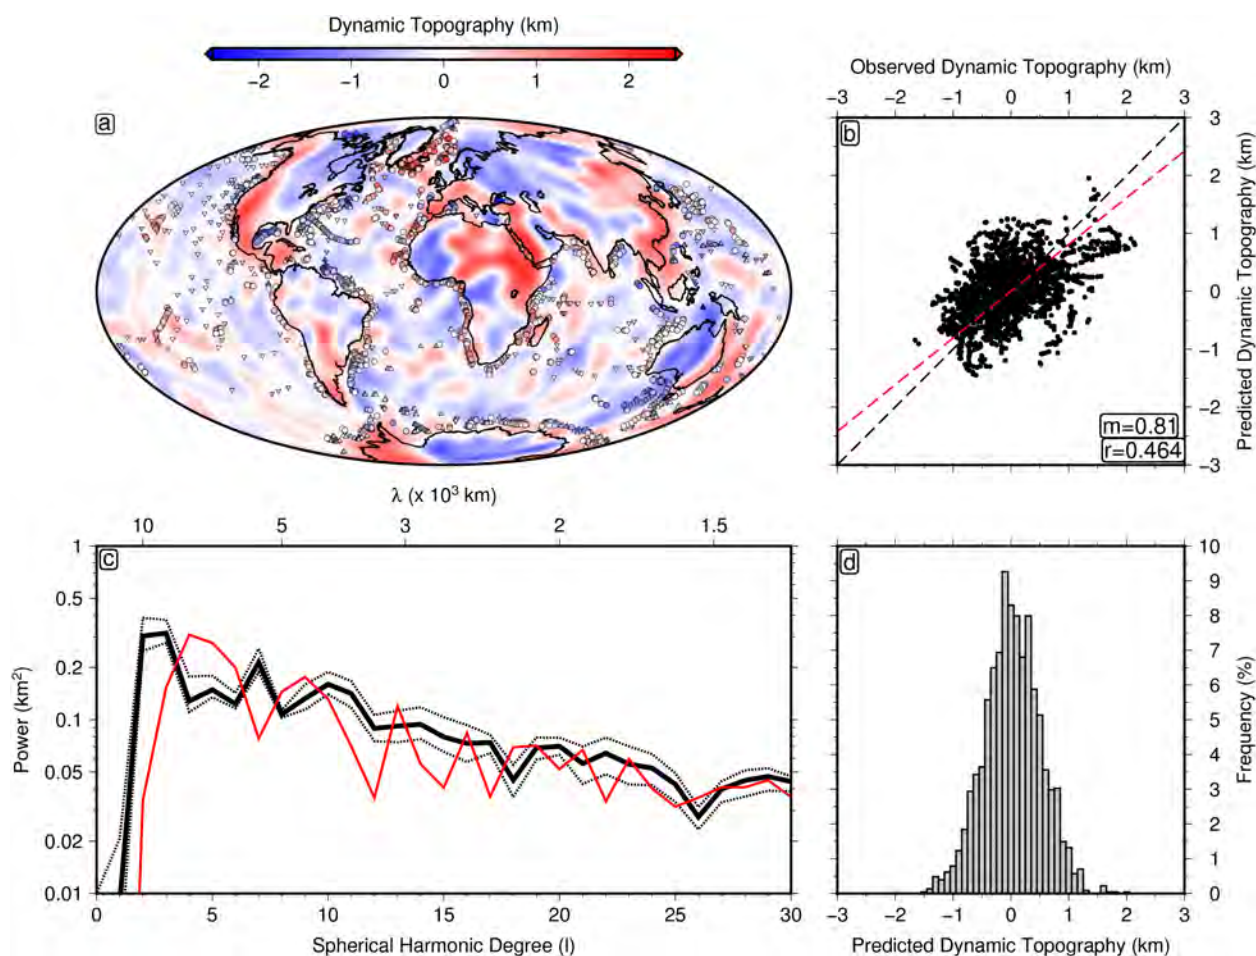 Dynamic Topography (km)
−2 −1 0 1 2
a
Observed Dynamic Topography (km)
−3 −2 −1 0 1 2 3
b
3
2
1
0
−1
−2
−3
Predicted Dynamic Topography (km)
m=0.81
r=0.464
λ (x 10³ km)
10 5 3 2 1.5
c
1
0.5
0.2
0.1
0.05
0.02
0.01
Power (km²)
0 5 10 15 20 25 30
Spherical Harmonic Degree (l)
d
10
9
8
7
6
5
4
3
2
1
0
Frequency (%)
−3 −2 −1 0 1 2 3
Predicted Dynamic Topography (km)